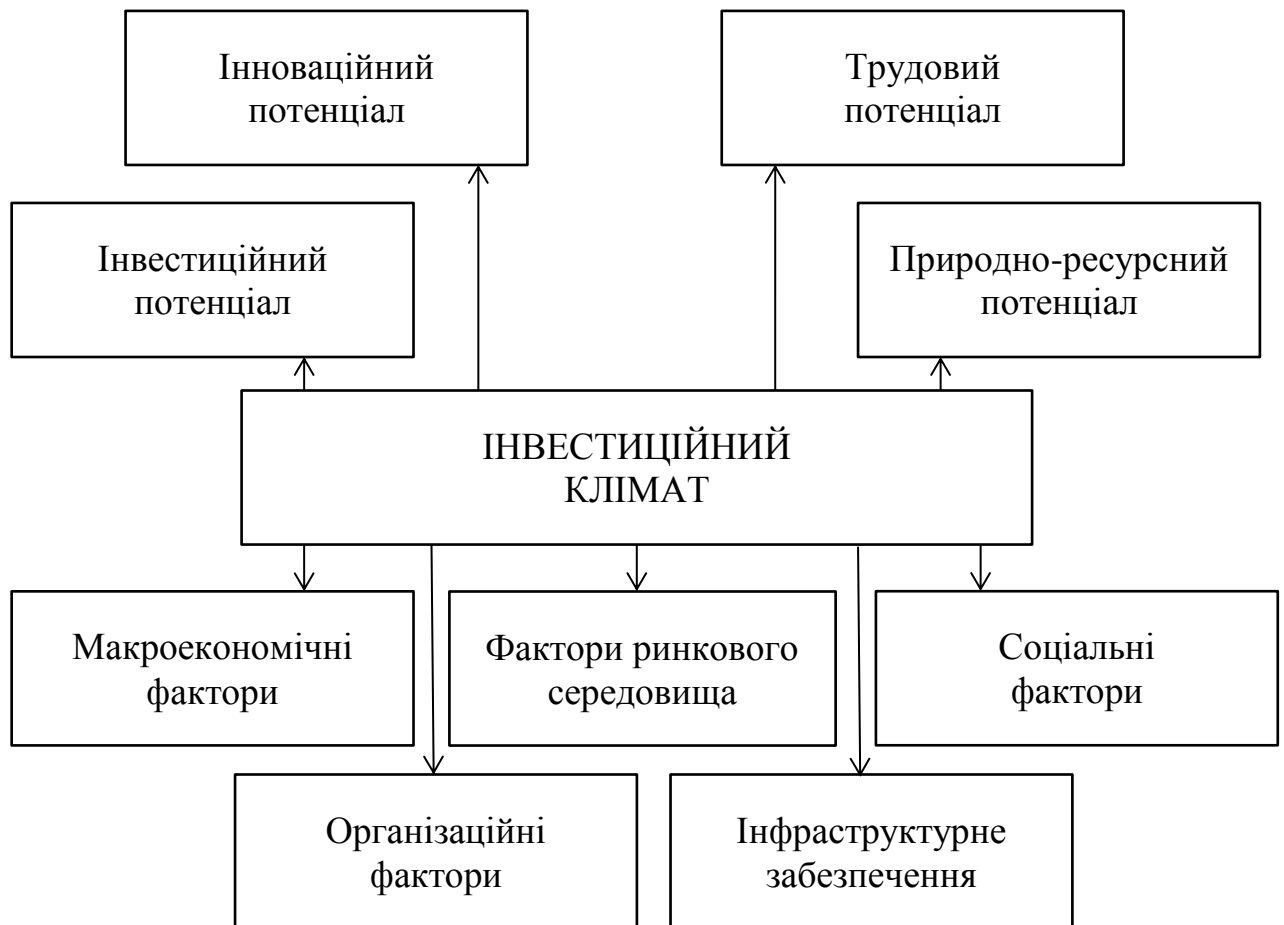 Інноваційний
потенціал
Трудовий
потенціал
Інвестиційний
потенціал
Природно-ресурсний
потенціал
ІНВЕСТИЦІЙНИЙ
КЛІМАТ
Макроекономічні
фактори
Фактори ринкового
середовища
Соціальні
фактори
Організаційні
фактори
Інфраструктурне
забезпечення